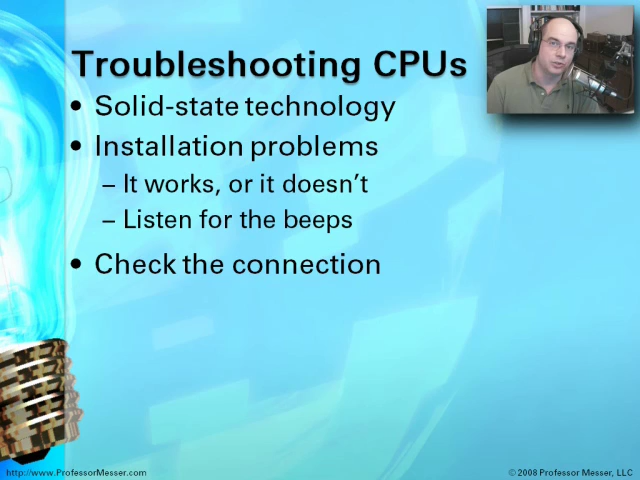 Troubleshooting CPUs
• Solid-state technology
• Installation problems
– It works, or it doesn't
– Listen for the beeps
• Check the connection
http://www.ProfessorMesser.com
© 2008 Professor Messer, LLC